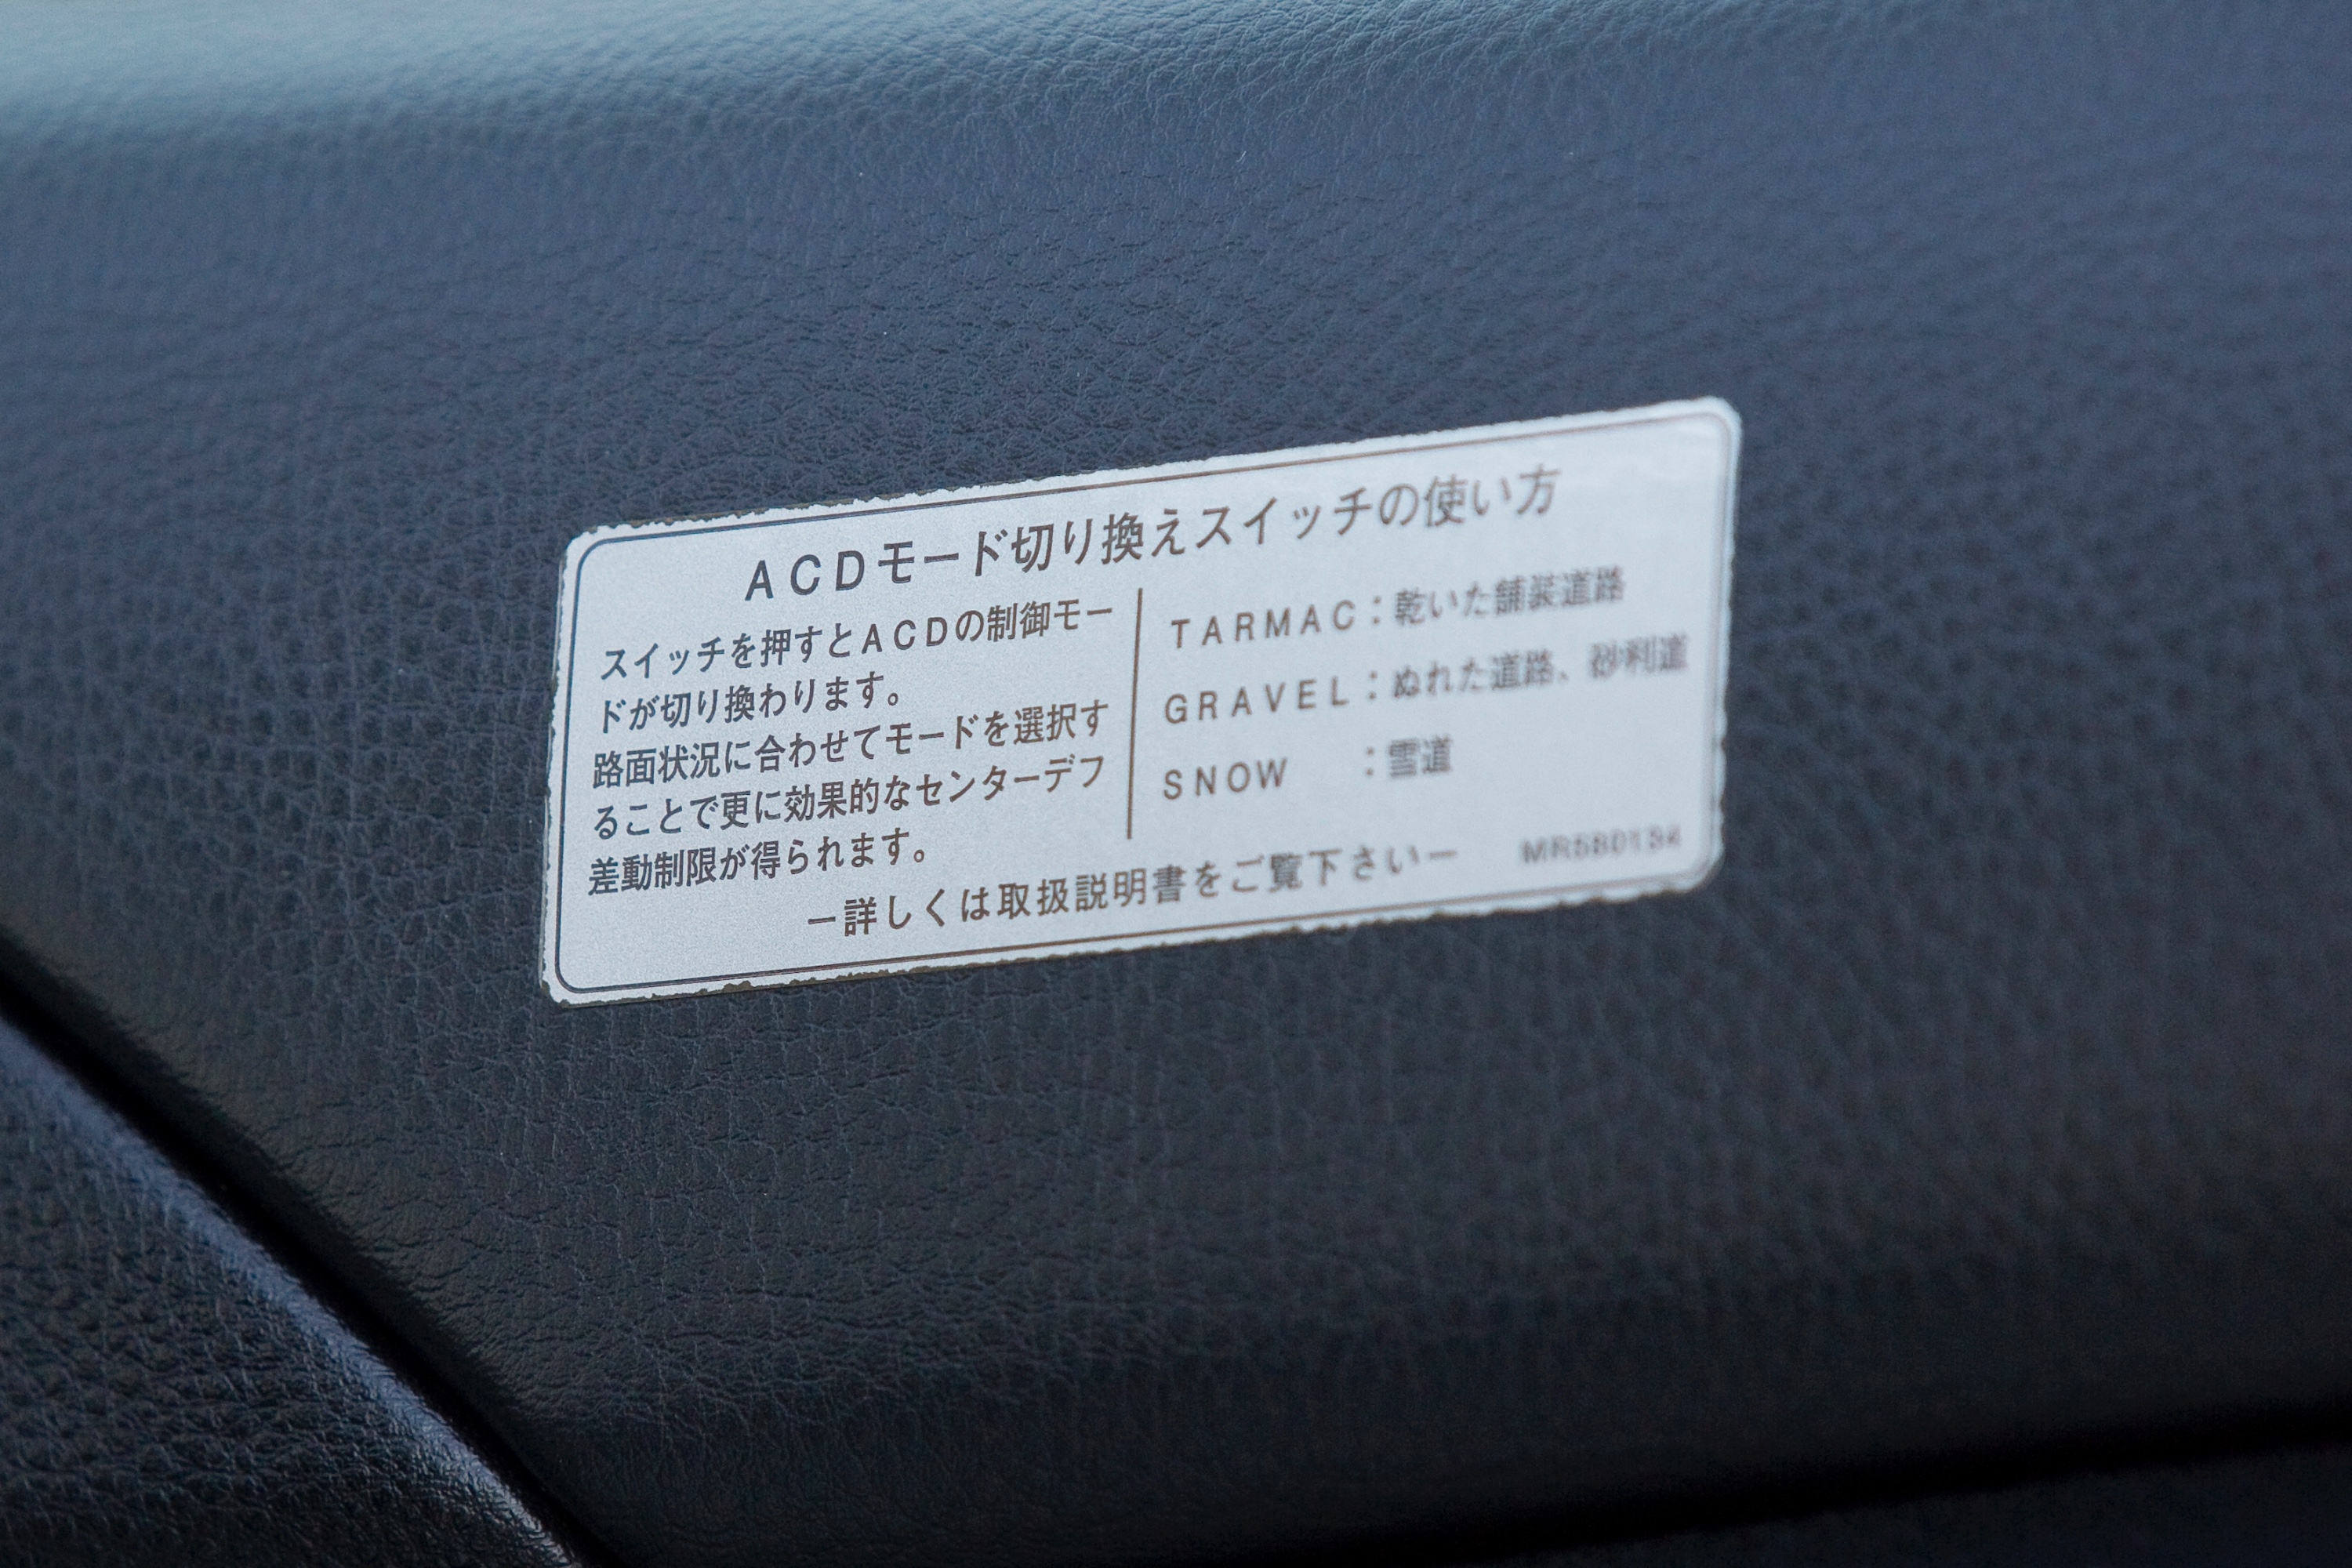 ACDモード切り換えスイッチの使い方
スイッチを押すとACDの制御モー
ドが切り換わります。
路面状況に合わせてモードを選択す
ることで更に効果的なセンターデフ
差動制限が得られます。
TARMAC:乾いた舗装道路
GRAVEL:ぬれた道路、砂利道
SNOW :雪道
ー詳しくは取扱説明書をご覧下さいー
MR580134